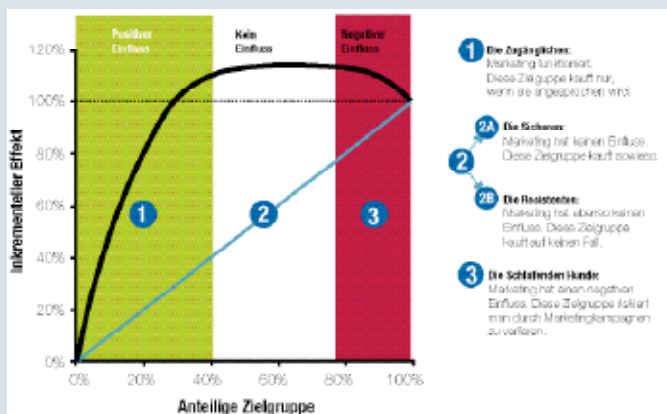 Positiver
Einfluss
Kein
Einfluss
Negativer
Einfluss
120%
100%
80%
60%
40%
20%
0%
Inkrementeller Effekt
1
2
3
0%
20%
40%
60%
80%
100%
Anteilige Zielgruppe
1
Die Zugänglichen:
Marketing funktioniert.
Diese Zielgruppe kauft nur,
wenn sie angesprochen wird.
2
2A
Die Sicheren:
Marketing hat keinen Einfluss.
Diese Zielgruppe kauft sowieso.
2B
Die Resistenten:
Marketing hat ebenso keinen
Einfluss. Diese Zielgruppe
kauft auf keinen Fall.
3
Die Schlafenden Hunde:
Marketing hat einen negativen
Einfluss. Diese Zielgruppe riskiert
man durch Marketingkampagnen
zu verlieren.